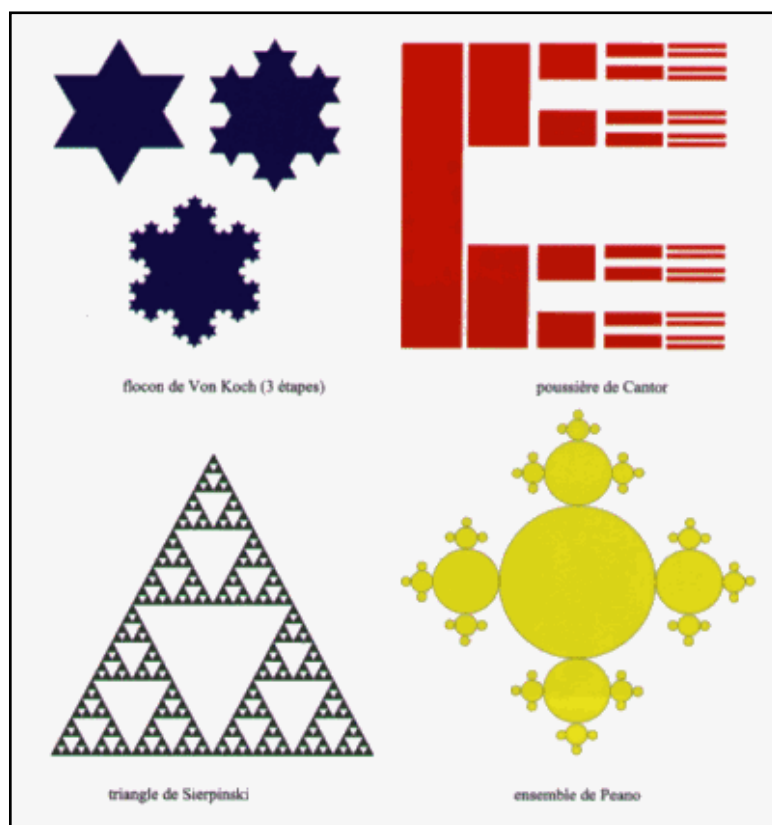 flocon de Von Koch (3 étapes)
poussière de Cantor
triangle de Sierpinski
ensemble de Peano